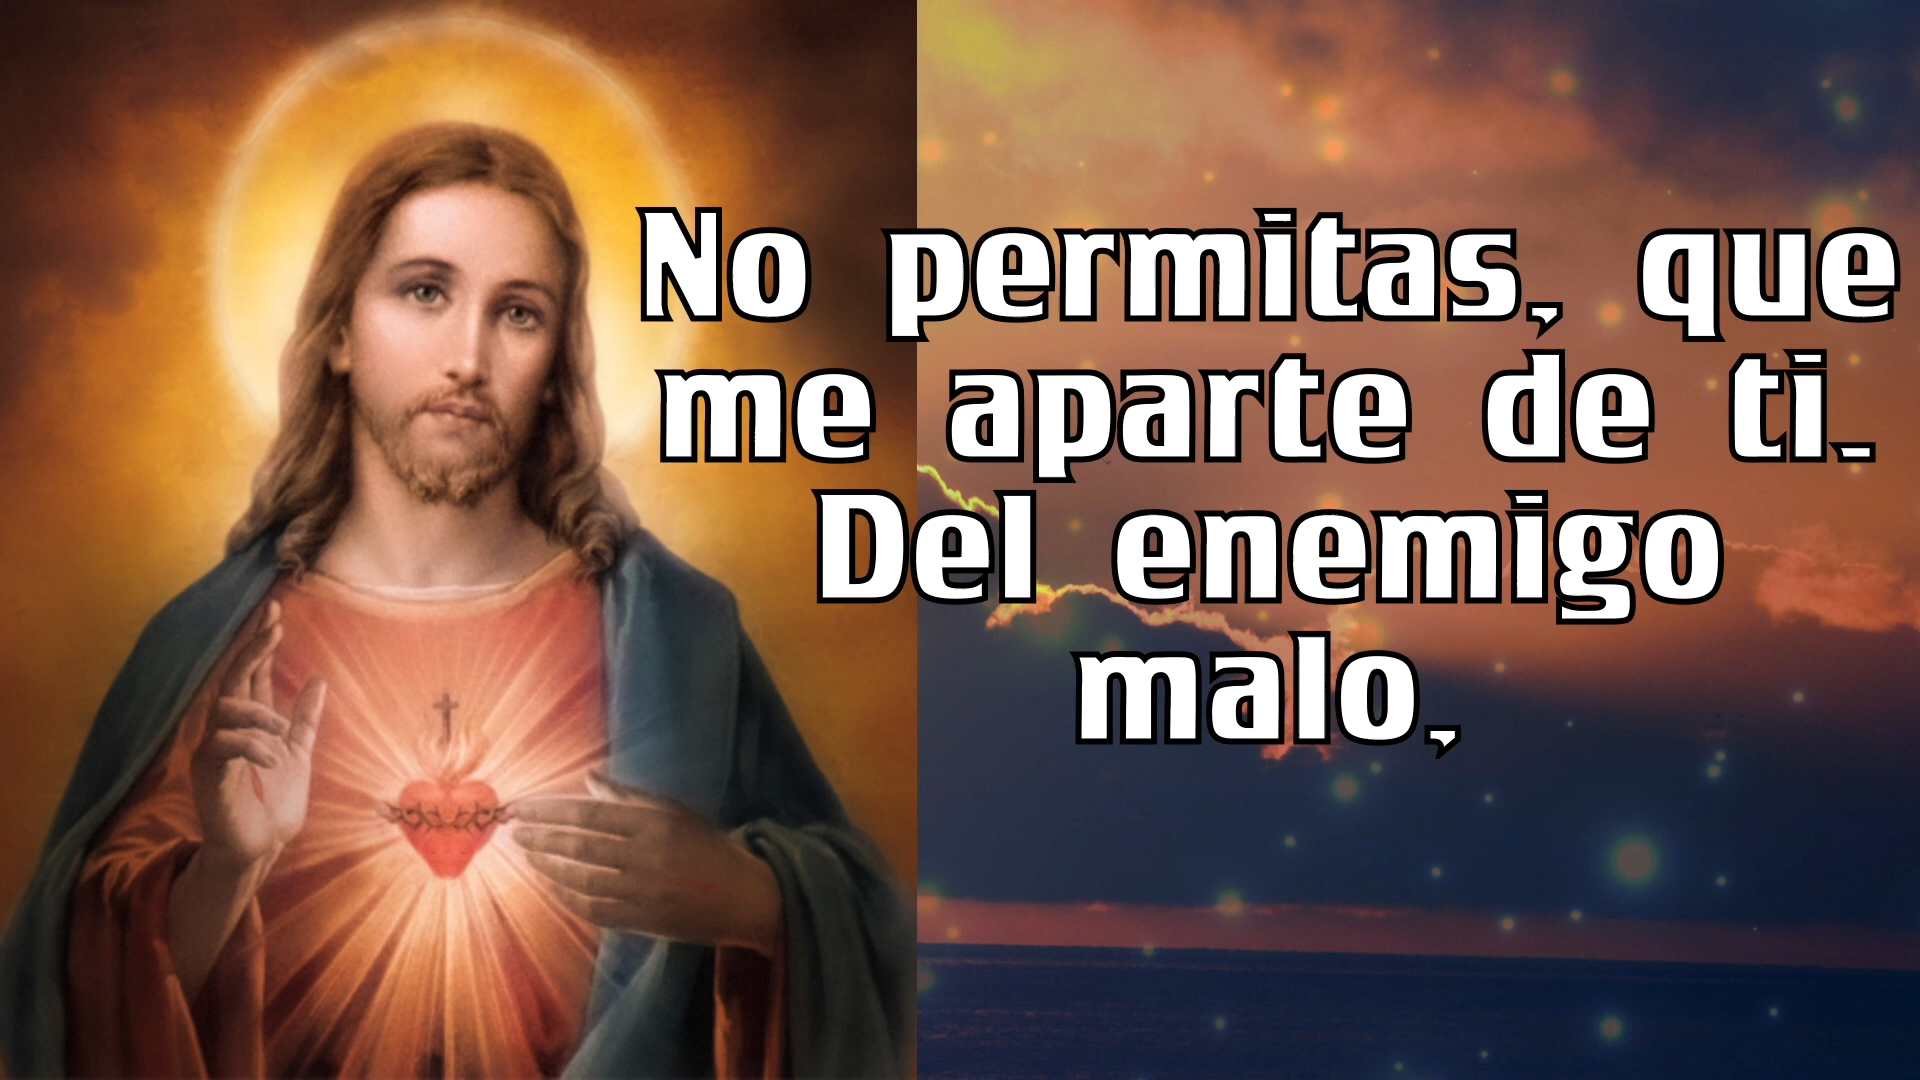 No permitas, que
me aparte de ti.
Del enemigo
malo,